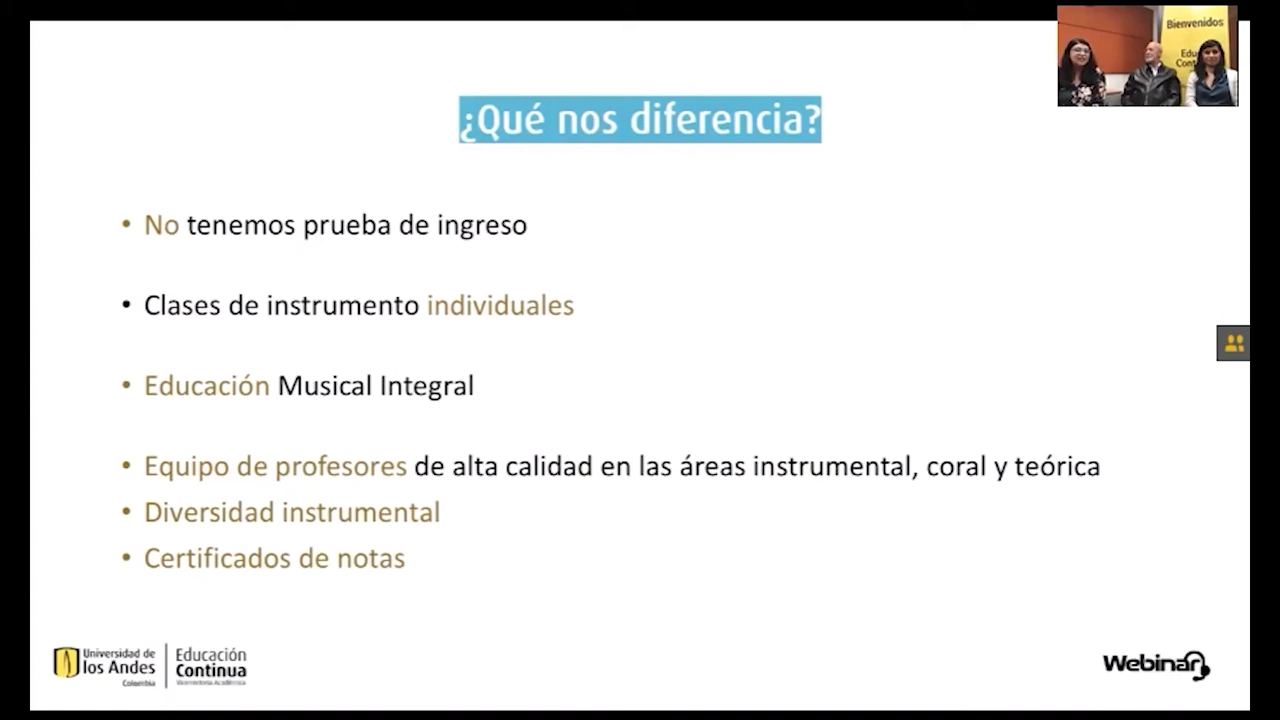 Bienvenidos
¿Qué nos diferencia?
• No tenemos prueba de ingreso
• Clases de instrumento individuales
• Educación Musical Integral
• Equipo de profesores de alta calidad en las áreas instrumental, coral y teórica
• Diversidad instrumental
• Certificados de notas
Universidad de
los Andes
Colombia
Educación
Continua
Vicerrectoría Académica
Webinar